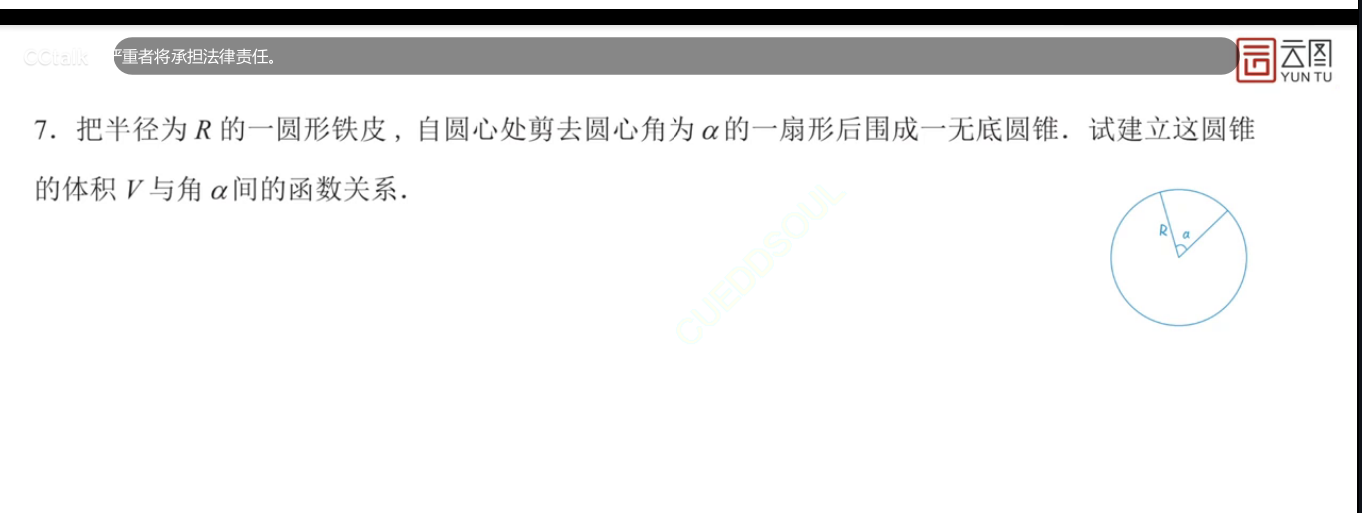 CCtalk
严重者将承担法律责任。
云图
YUN TU
7. 把半径为 R 的一圆形铁皮，自圆心处剪去圆心角为 α 的一扇形后围成一无底圆锥．试建立这圆锥
的体积 V 与角 α 间的函数关系．
R α
CUEDDSOUL